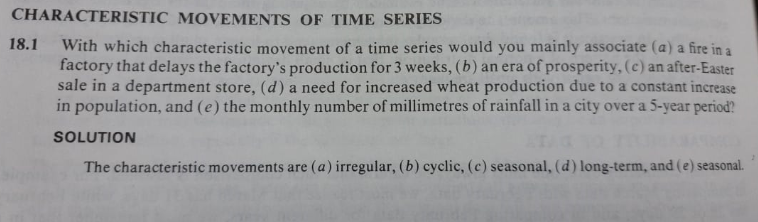 CHARACTERISTIC MOVEMENTS OF TIME SERIES
18.1 With which characteristic movement of a time series would you mainly associate (a) a fire in a
factory that delays the factory's production for 3 weeks, (b) an era of prosperity, (c) an after-Easter
sale in a department store, (d) a need for increased wheat production due to a constant increase
in population, and (e) the monthly number of millimetres of rainfall in a city over a 5-year period?
SOLUTION
The characteristic movements are (a) irregular, (b) cyclic, (c) seasonal, (d) long-term, and (e) seasonal.